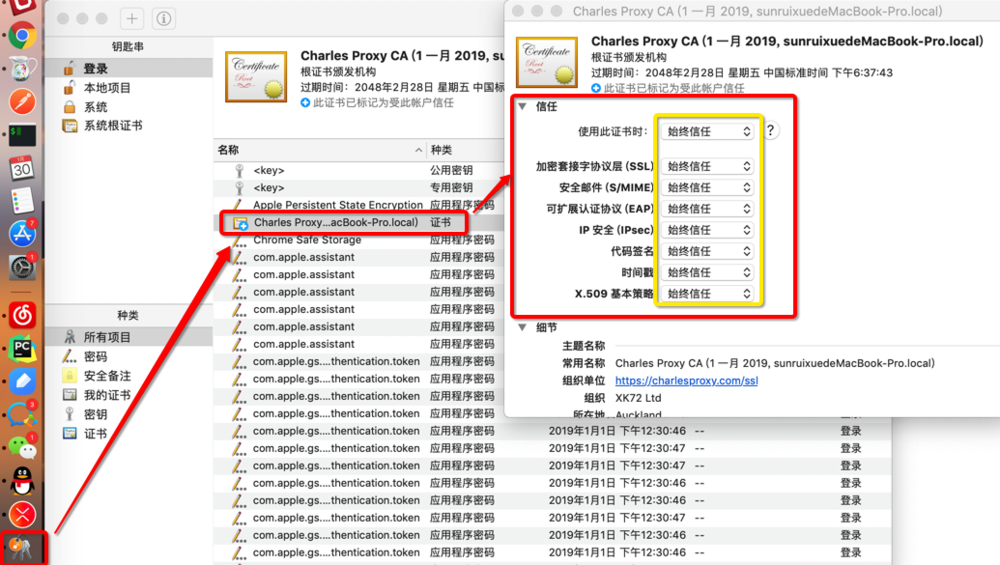 钥匙串
登录
本地项目
系统
系统根证书
种类
所有项目
密码
安全备注
我的证书
密钥
证书
30
7
1
3
1
PC
Charles Proxy CA (1 一月 2019, su
根证书颁发机构
过期时间：2048年2月28日 星期五 中国标准时
此证书已标记为受此帐户信任
名称 种类
<key> 公用密钥
<key> 专用密钥
Apple Persistent State Encryption 应用程序密码
Charles Proxy...acBook-Pro.local) 证书
Chrome Safe Storage 应用程序密码
com.apple.assistant 应用程序密码
com.apple.assistant 应用程序密码
com.apple.assistant 应用程序密码
com.apple.assistant 应用程序密码
com.apple.assistant 应用程序密码
com.apple.assistant 应用程序密码
com.apple.gs....thentication.token 应用程序密码
com.apple.gs....thentication.token 应用程序密码
com.apple.gs....thentication.token 应用程序密码
com.apple.gs....thentication.token 应用程序密码
com.apple.gs....thentication.token 应用程序密码 2019年1月1日 下午12:30:46 -- 登录
com.apple.gs....thentication.token 应用程序密码 2019年1月1日 下午12:30:47 -- 登录
com.apple.gs....thentication.token 应用程序密码 2019年1月1日 下午12:30:47 -- 登录
com.apple.gs....thentication.token 应用程序密码 2019年1月1日 下午12:30:46 -- 登录
com.apple.gs....thentication.token 应用程序密码 2019年1月1日 下午12:30:46 -- 登录
com.apple.gs....thentication.token 应用程序密码 2019年1月1日 下午12:30:47 -- 登录
com.apple.gs....thentication.token 应用程序密码 2019年1月1日 下午12:30:46 -- 登录
com.apple.gs....thentication.token 应用程序密码 2019年1月1日 下午12:30:47 -- 登录
Charles Proxy CA (1 一月 2019, sunruixuedeMacBook-Pro.local)
Charles Proxy CA (1 一月 2019, sunruixuedeMacBook-Pro.local)
根证书颁发机构
过期时间：2048年2月28日 星期五 中国标准时间 下午6:37:43
此证书已标记为受此帐户信任
信任
使用此证书时： 始终信任 ?
加密套接字协议层 (SSL) 始终信任
安全邮件 (S/MIME) 始终信任
可扩展认证协议 (EAP) 始终信任
IP 安全 (IPsec) 始终信任
代码签名 始终信任
时间戳 始终信任
X.509 基本策略 始终信任
细节
主题名称
常用名称 Charles Proxy CA (1 一月 2019, sunruixuedeMacBook-Pro.local)
组织单位 https://charlesproxy.com/ssl
组织 XK72 Ltd
所在地 Auckland